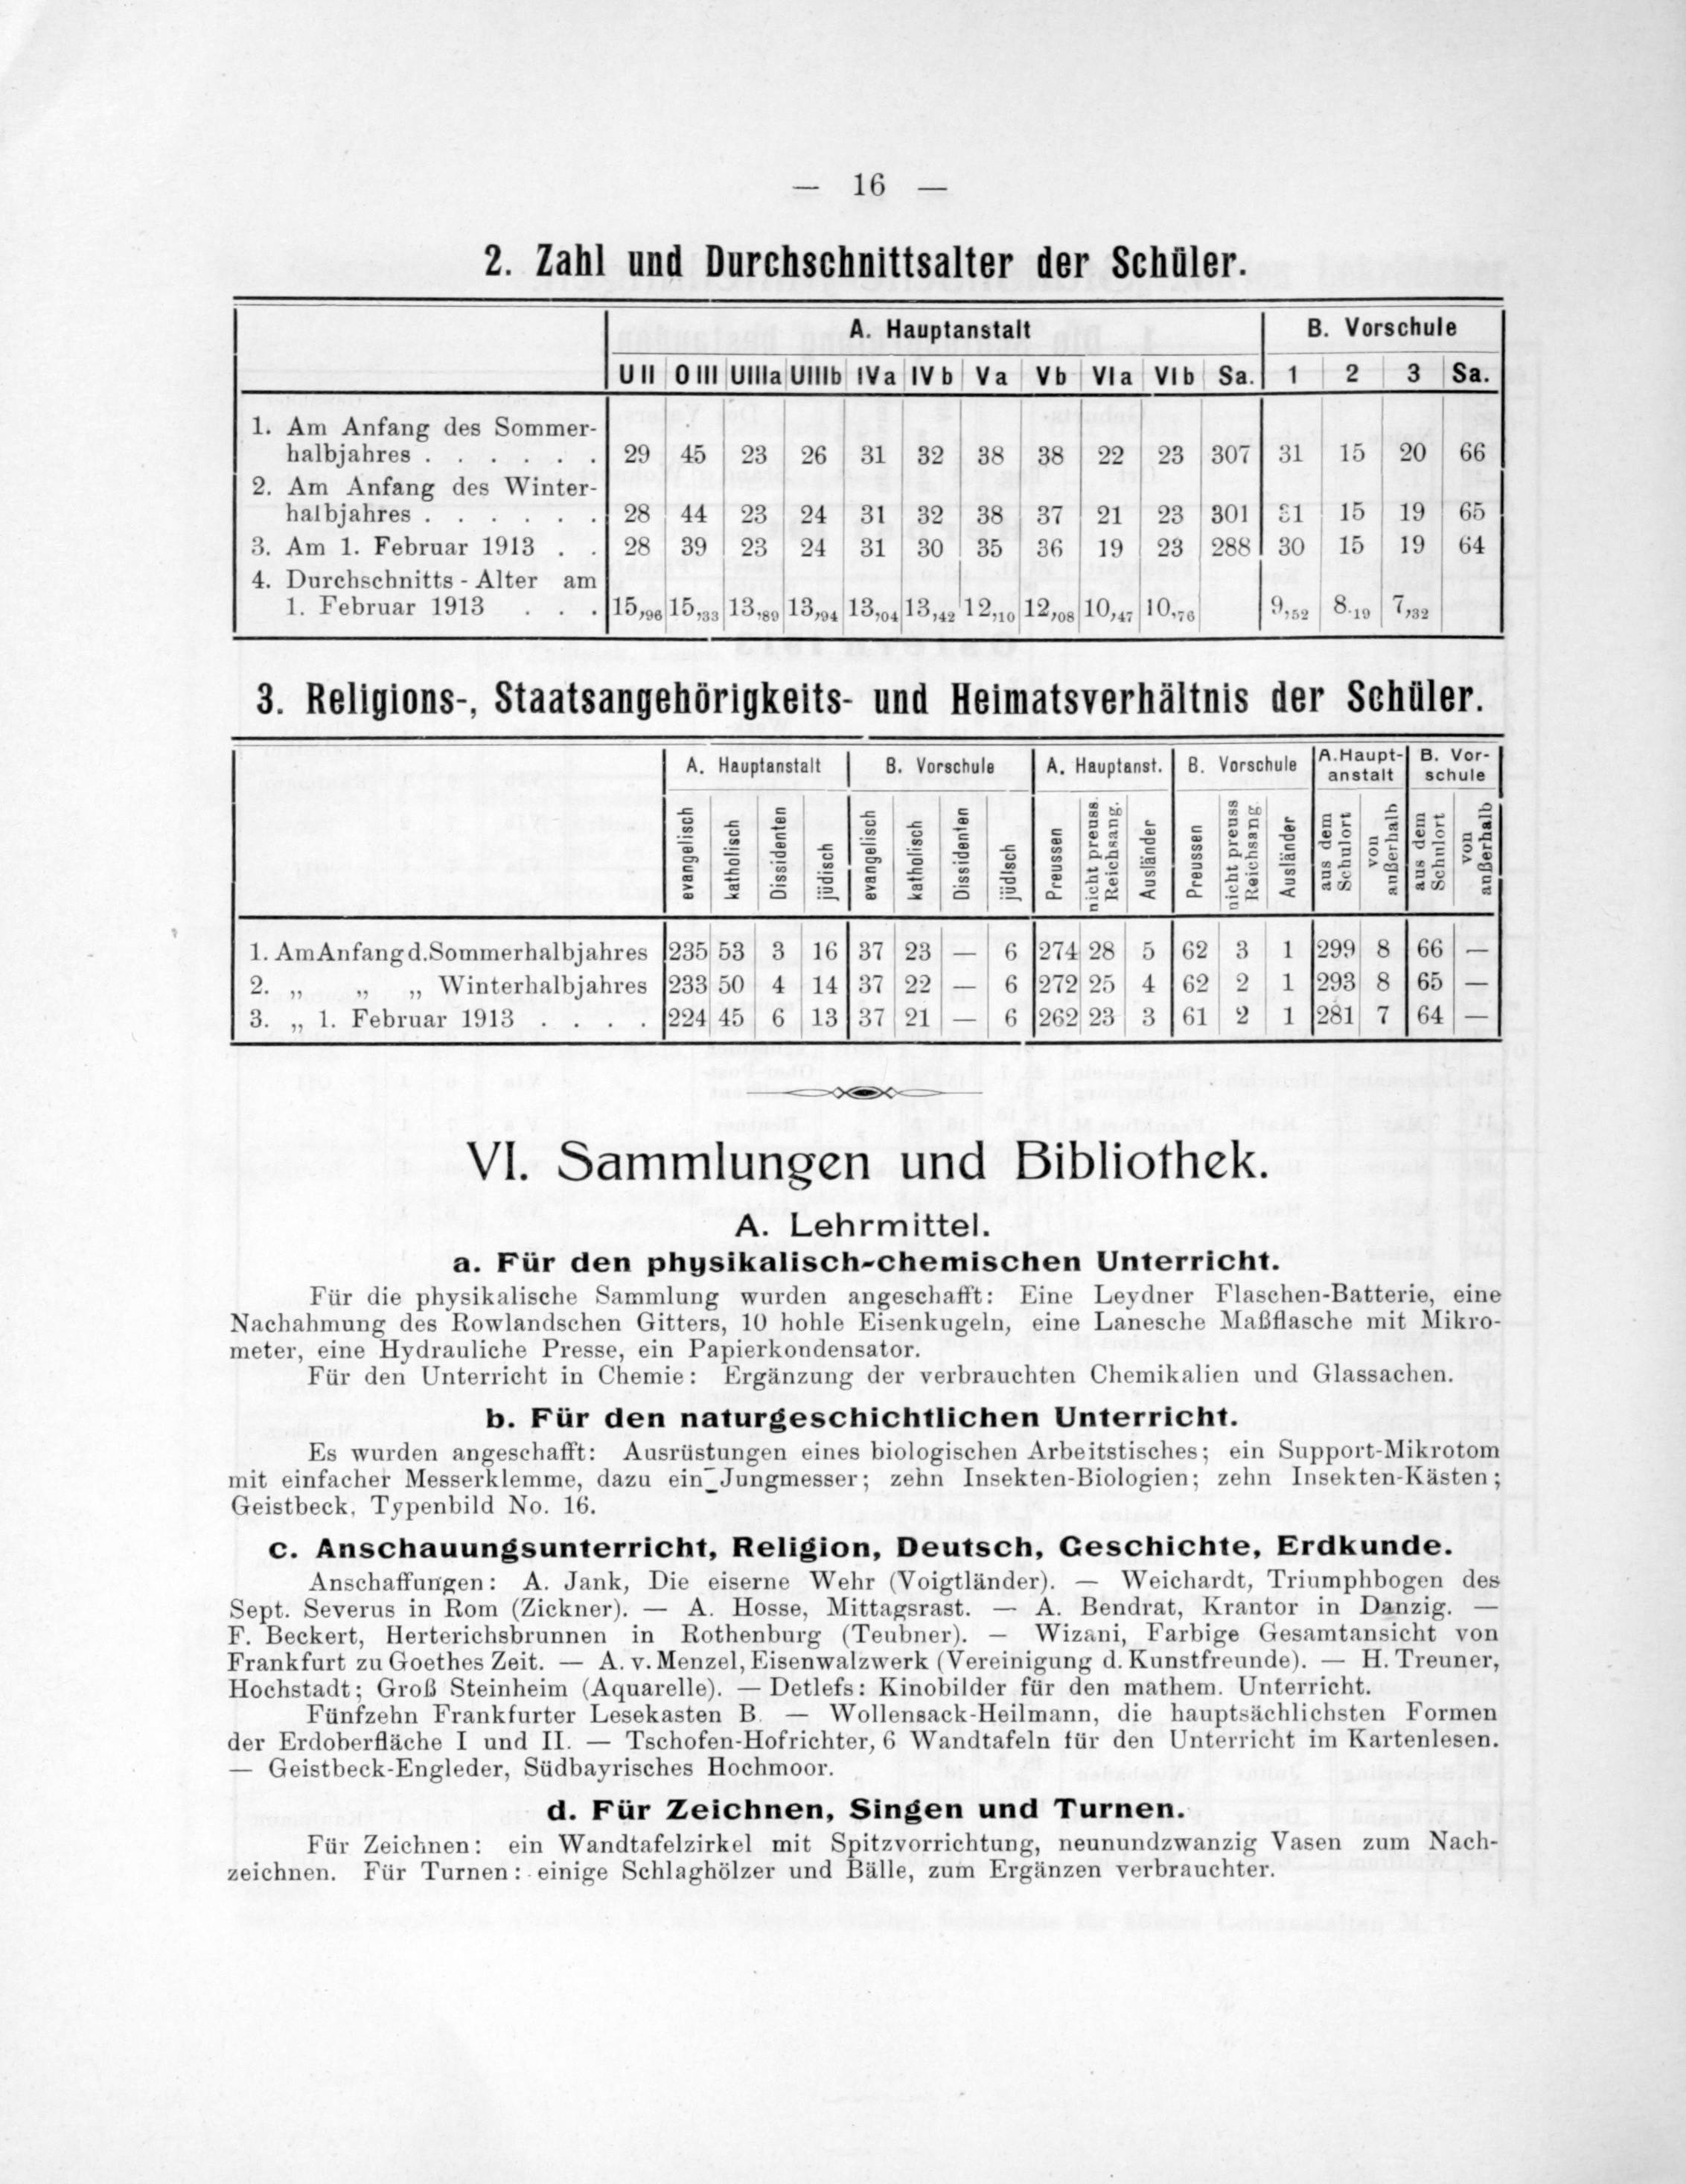 — 16 —
2. Zahl und Durchschnittsalter der Schüler.
A. Hauptanstalt B. Vorschule
U II O III UIIIa UIIIb IVa IVb Va Vb VIa VIb Sa. 1 2 3 Sa.
1. Am Anfang des Sommer-
halbjahres . . . . . . 29 45 23 26 31 32 38 38 22 23 307 31 15 20 66
2. Am Anfang des Winter-
halbjahres . . . . . . 28 44 23 24 31 32 38 37 21 23 301 31 15 19 65
3. Am 1. Februar 1913 . . 28 39 23 24 31 30 35 36 19 23 288 30 15 19 64
4. Durchschnitts-Alter am
1. Februar 1913 . . . 15,96 15,33 13,89 13,94 13,04 13,42 12,10 12,08 10,47 10,76 9,52 8.19 7,32
3. Religions-, Staatsangehörigkeits- und Heimatsverhältnis der Schüler.
A. Hauptanstalt B. Vorschule A. Hauptanst. B. Vorschule A. Haupt- B. Vor-
anstalt schule
evangelisch katholisch Dissidenten jüdisch evangelisch katholisch Dissidenten jüdisch Preussen nicht preuss. Reichsang. Ausländer Preussen nicht preuss Reichsang. Ausländer aus dem Schulort von außerhalb aus dem Schulort von außerhalb
1. Am Anfang d. Sommerhalbjahres 235 53 3 16 37 23 — 6 274 28 5 62 3 1 299 8 66 —
2. „ „ „ Winterhalbjahres 233 50 4 14 37 22 — 6 272 25 4 62 2 1 293 8 65 —
3. „ 1. Februar 1913 . . . . 224 45 6 13 37 21 — 6 262 23 3 61 2 1 281 7 64 —
VI. Sammlungen und Bibliothek.
A. Lehrmittel.
a. Für den physikalisch-chemischen Unterricht.
Für die physikalische Sammlung wurden angeschafft: Eine Leydner Flaschen-Batterie, eine
Nachahmung des Rowlandschen Gitters, 10 hohle Eisenkugeln, eine Lanesche Maßflasche mit Mikro-
meter, eine Hydrauliche Presse, ein Papierkondensator.
Für den Unterricht in Chemie: Ergänzung der verbrauchten Chemikalien und Glassachen.
b. Für den naturgeschichtlichen Unterricht.
Es wurden angeschafft: Ausrüstungen eines biologischen Arbeitstisches; ein Support-Mikrotom
mit einfacher Messerklemme, dazu ein Jungmesser; zehn Insekten-Biologien; zehn Insekten-Kästen;
Geistbeck, Typenbild No. 16.
c. Anschauungsunterricht, Religion, Deutsch, Geschichte, Erdkunde.
Anschaffungen: A. Jank, Die eiserne Wehr (Voigtländer). — Weichardt, Triumphbogen des
Sept. Severus in Rom (Zickner). — A. Hosse, Mittagsrast. — A. Bendrat, Krantor in Danzig. —
F. Beckert, Herterichsbrunnen in Rothenburg (Teubner). — Wizani, Farbige Gesamtansicht von
Frankfurt zu Goethes Zeit. — A. v. Menzel, Eisenwalzwerk (Vereinigung d. Kunstfreunde). — H. Treuner,
Hochstadt; Groß Steinheim (Aquarelle). — Detlefs: Kinobilder für den mathem. Unterricht.
Fünfzehn Frankfurter Lesekasten B. — Wollensack-Heilmann, die hauptsächlichsten Formen
der Erdoberfläche I und II. — Tschofen-Hofrichter, 6 Wandtafeln für den Unterricht im Kartenlesen.
— Geistbeck-Engleder, Südbayrisches Hochmoor.
d. Für Zeichnen, Singen und Turnen.
Für Zeichnen: ein Wandtafelzirkel mit Spitzvorrichtung, neunundzwanzig Vasen zum Nach-
zeichnen. Für Turnen: einige Schlaghölzer und Bälle, zum Ergänzen verbrauchter.